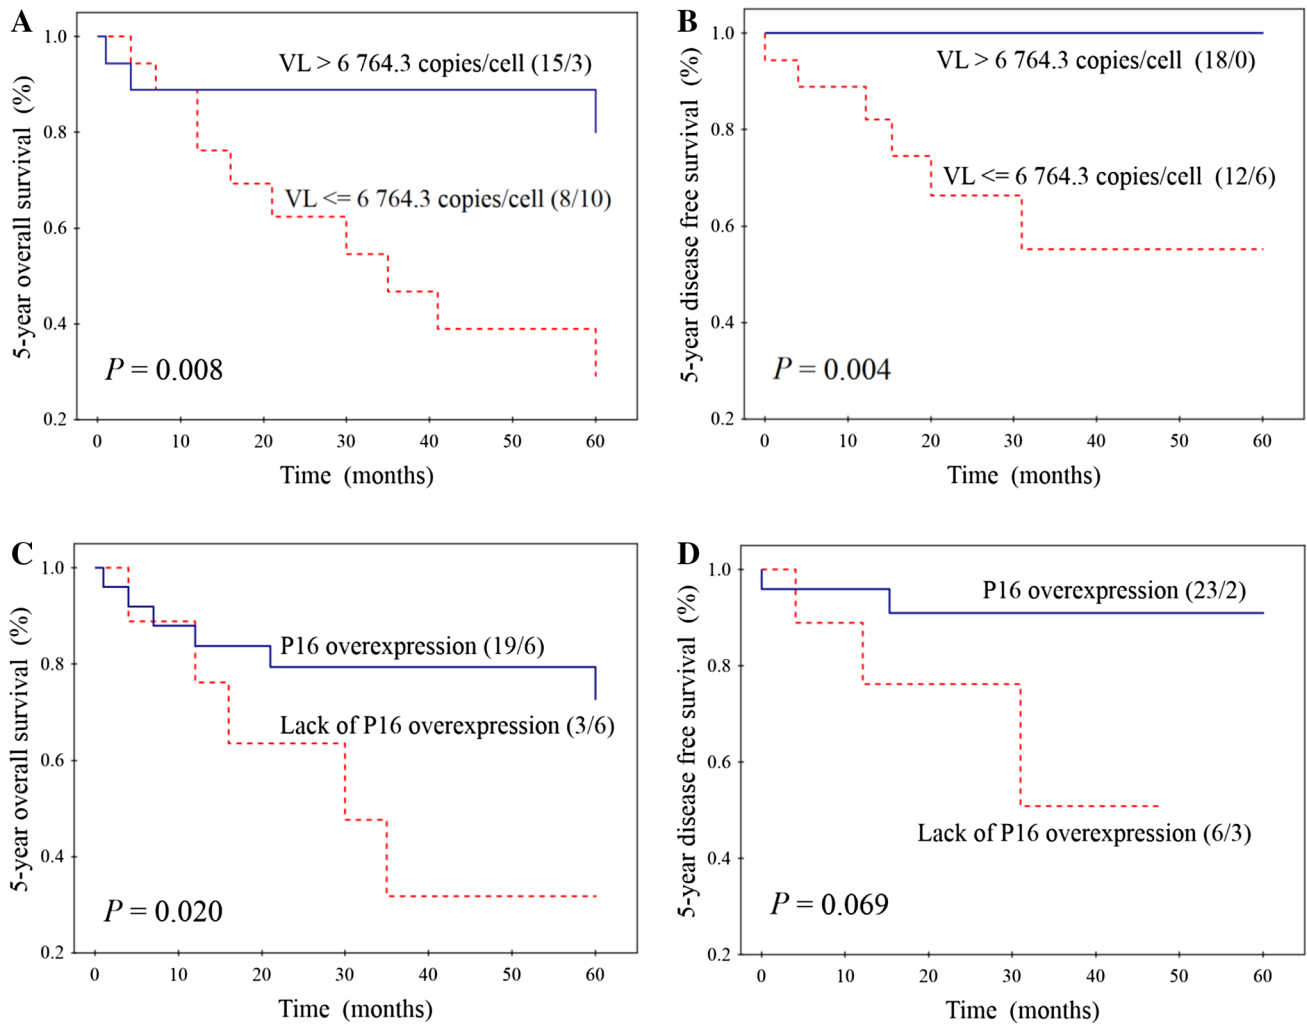 A
5-year overall survival (%)
1.0
0.8
0.6
0.4
0.2
VL > 6 764.3 copies/cell (15/3)
VL <= 6 764.3 copies/cell (8/10)
P = 0.008
0 10 20 30 40 50 60
Time (months)
B
5-year disease free survival (%)
1.0
0.8
0.6
0.4
0.2
VL > 6 764.3 copies/cell (18/0)
VL <= 6 764.3 copies/cell (12/6)
P = 0.004
0 10 20 30 40 50 60
Time (months)
C
5-year overall survival (%)
1.0
0.8
0.6
0.4
0.2
P16 overexpression (19/6)
Lack of P16 overexpression (3/6)
P = 0.020
0 10 20 30 40 50 60
Time (months)
D
5-year disease free survival (%)
1.0
0.8
0.6
0.4
0.2
P16 overexpression (23/2)
Lack of P16 overexpression (6/3)
P = 0.069
0 10 20 30 40 50 60
Time (months)